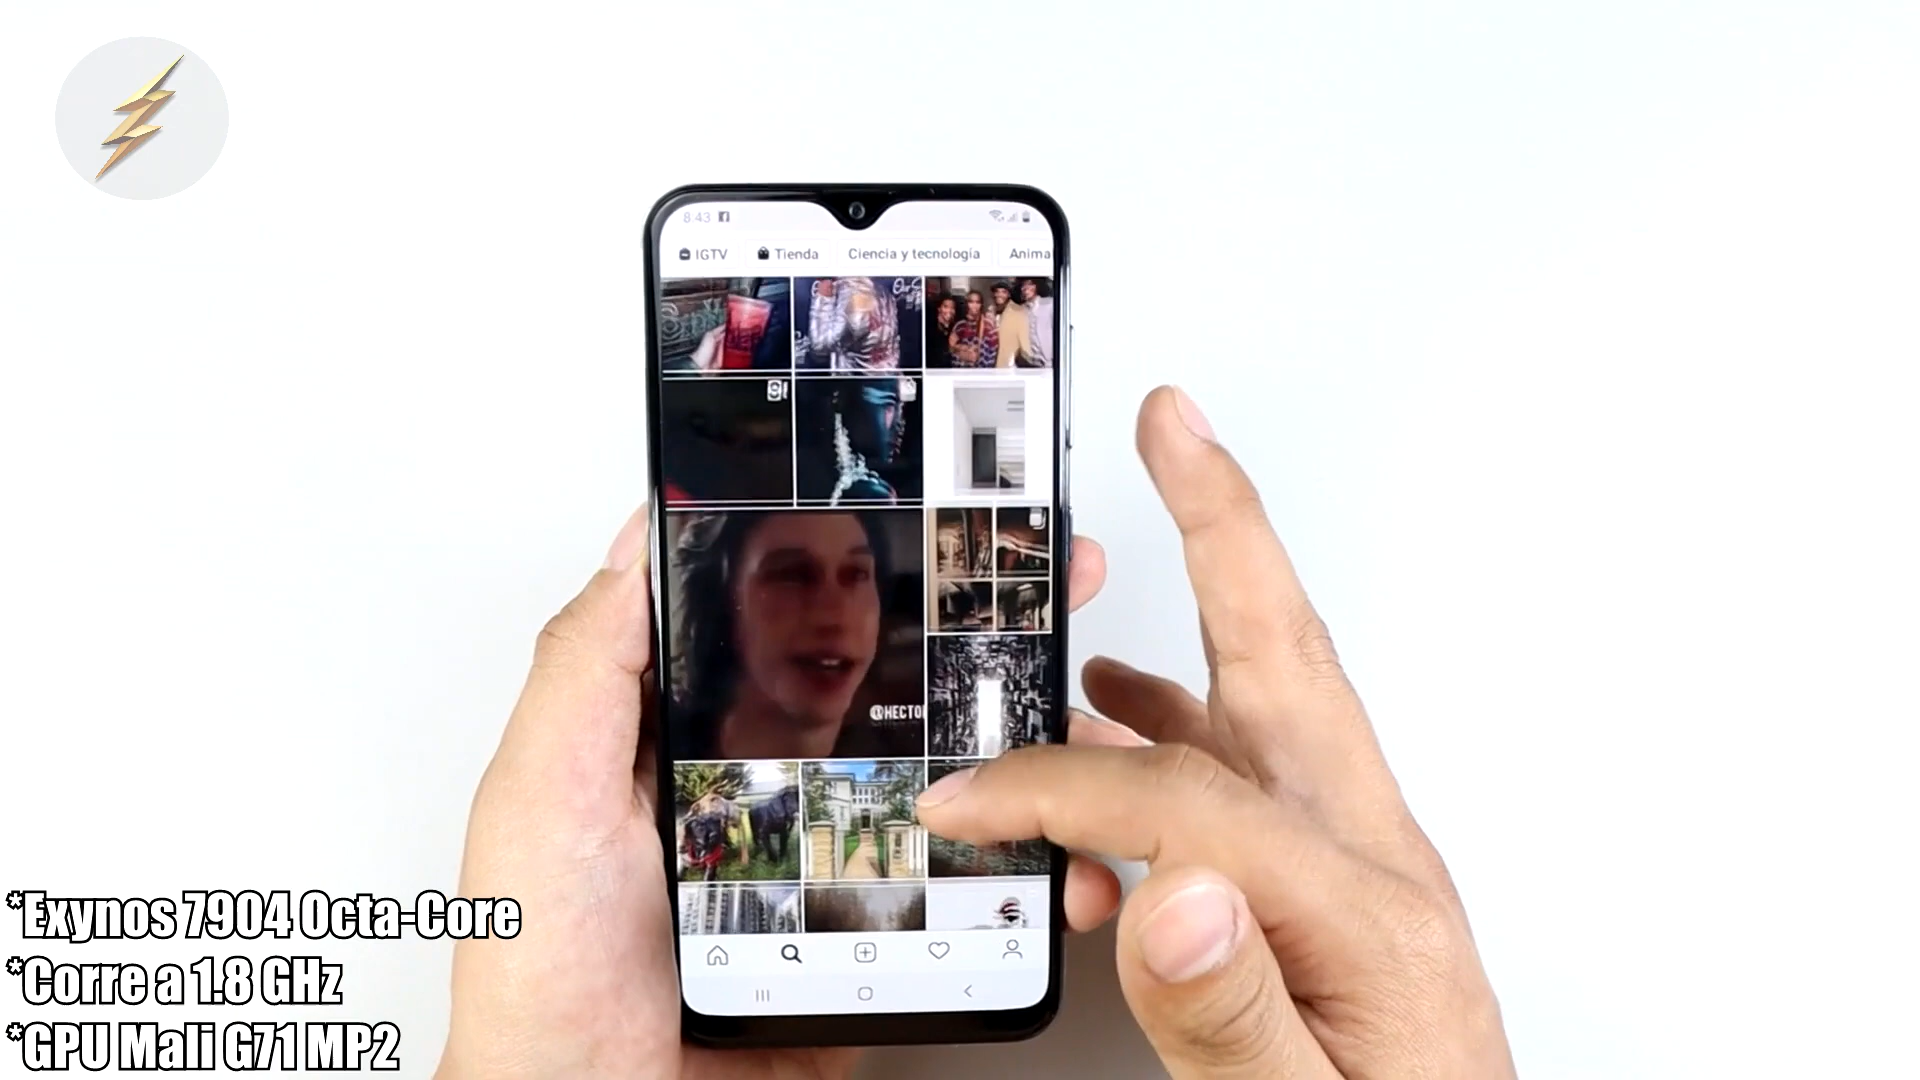 8:43
IGTV
Tienda
Ciencia y tecnología
Anima
@HECTO
*Exynos 7904 Octa-Core
*Corre a 1.8 GHz
*GPU Mali G71 MP2